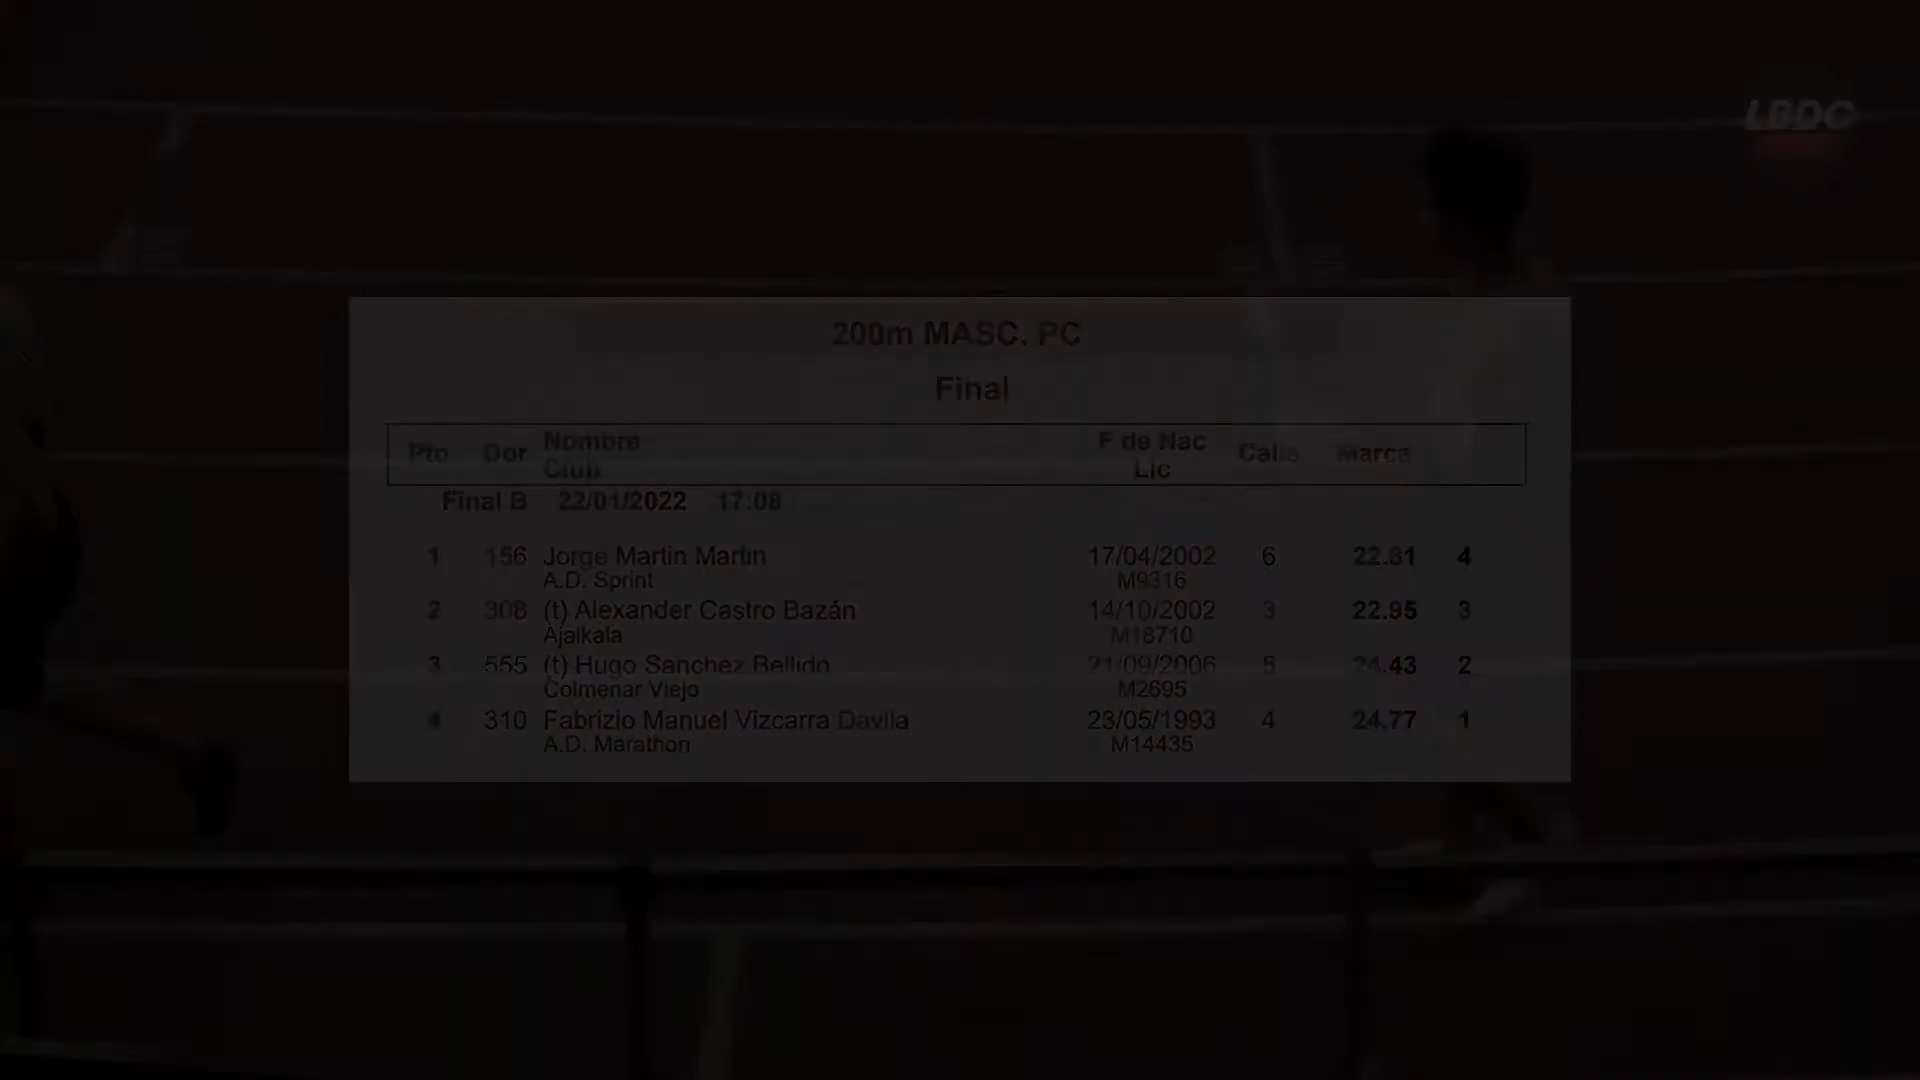 LBDC
200m MASC. PC
Final
Pto Dor Nombre Club F de Nac Lic Calle Marca
Final B 22/01/2022 17:08
1 156 Jorge Martin Martin 17/04/2002 6 22.81 4
A.D. Sprint M9316
2 308 (t) Alexander Castro Bazán 14/10/2002 3 22.95 3
Ajalkala M18710
3 555 (t) Hugo Sanchez Bellido 21/09/2006 5 24.43 2
Colmenar Viejo M2695
4 310 Fabrizio Manuel Vizcarra Davila 23/05/1993 4 24.77 1
A.D. Marathon M14435